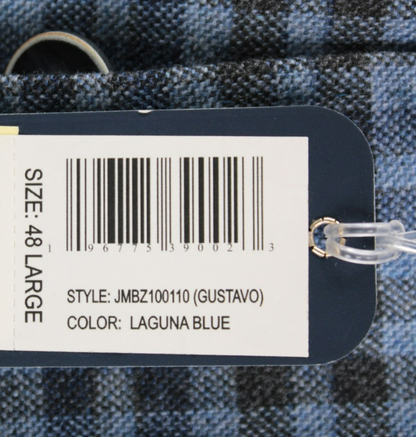 SIZE: 48 LARGE
1 96775 39002 3
STYLE: JMBZ100110 (GUSTAVO)
COLOR: LAGUNA BLUE